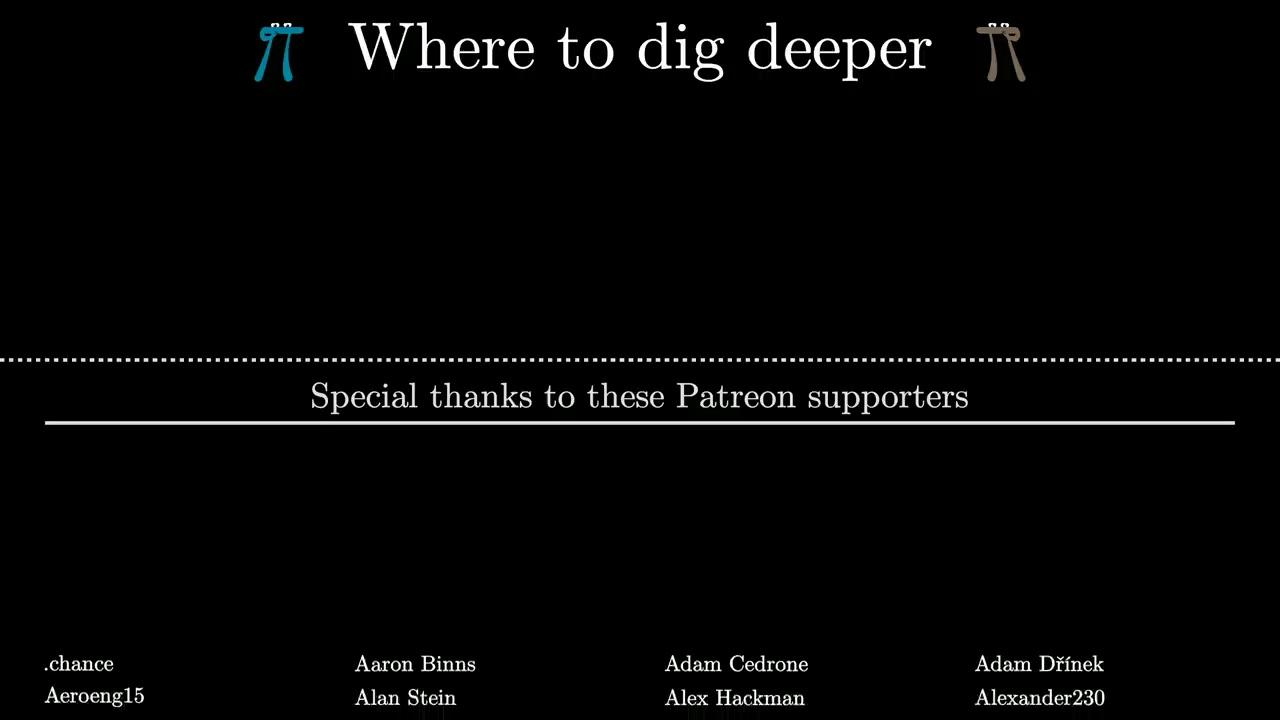 Where to dig deeper
Special thanks to these Patreon supporters
.chance Aaron Binns Adam Cedrone Adam Dřínek
Aeroeng15 Alan Stein Alex Hackman Alexander230